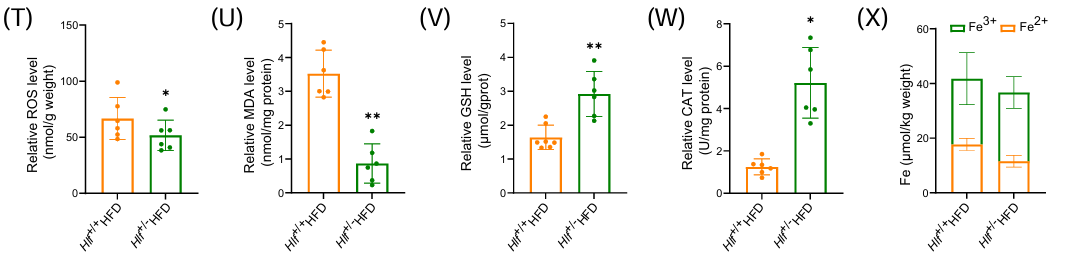 (T)
Relative ROS level
(nmol/g weight)
150
100
50
0
*
Hlf+/+HFD
Hlf+/-HFD
(U)
Relative MDA level
(nmol/mg protein)
5
4
3
2
1
0
**
Hlf+/+HFD
Hlf+/-HFD
(V)
Relative GSH level
(μmol/gprot)
5
4
3
2
1
0
**
Hlf+/+HFD
Hlf+/-HFD
(W)
Relative CAT level
(U/mg protein)
8
6
4
2
0
*
Hlf+/+HFD
Hlf+/-HFD
(X)
Fe (μmol/kg weight)
Fe3+ Fe2+
60
40
20
0
Hlf+/+HFD
Hlf+/-HFD